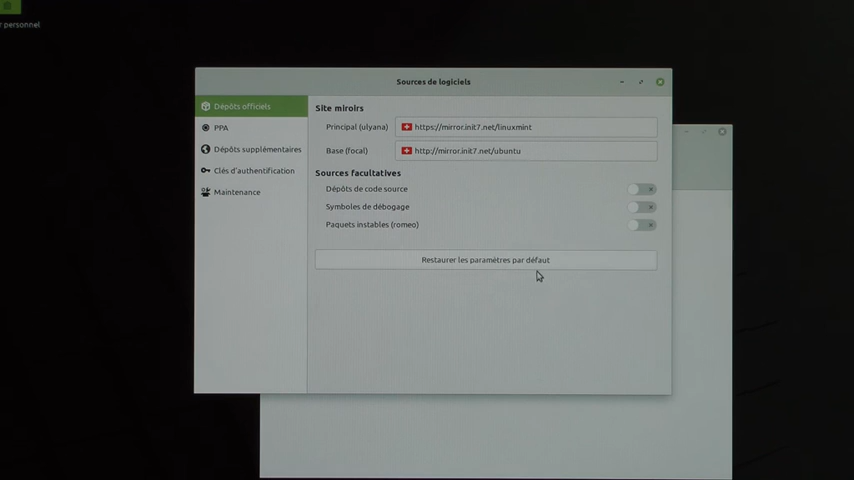 r personnel
Sources de logiciels
Dépôts officiels
PPA
Dépôts supplémentaires
Clés d'authentification
Maintenance
Site miroirs
Principal (ulyana) https://mirror.init7.net/linuxmint
Base (focal) http://mirror.init7.net/ubuntu
Sources facultatives
Dépôts de code source
Symboles de débogage
Paquets instables (romeo)
Restaurer les paramètres par défaut